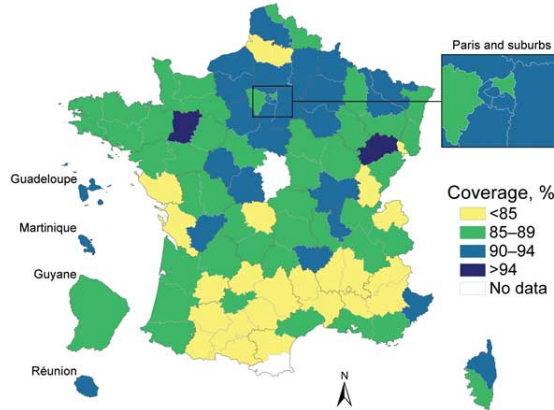 Paris and suburbs
Guadeloupe
Martinique
Guyane
Réunion
Coverage, %
<85
85–89
90–94
>94
No data
N